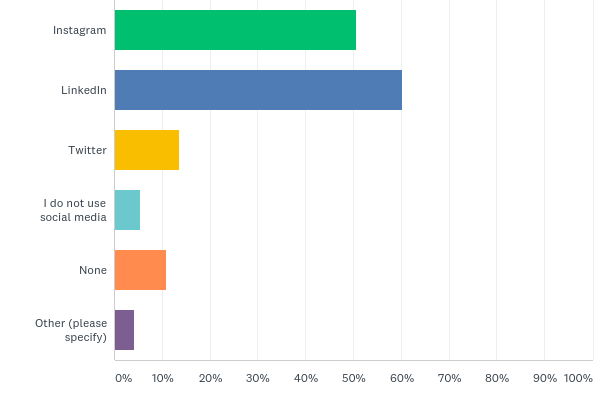 Instagram
LinkedIn
Twitter
I do not use
social media
None
Other (please
specify)
0% 10% 20% 30% 40% 50% 60% 70% 80% 90% 100%